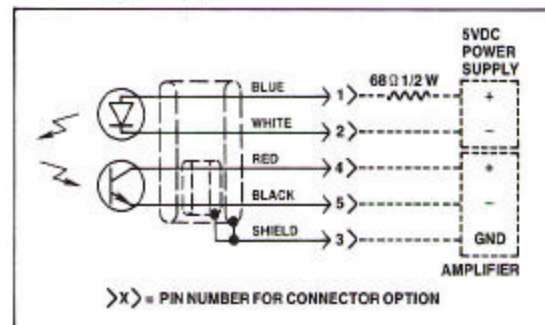 5VDC
POWER
SUPPLY
BLUE 1 68Ω 1/2 W +
WHITE 2 –
RED 4 +
BLACK 5 –
SHIELD 3 GND
AMPLIFIER
>X> = PIN NUMBER FOR CONNECTOR OPTION